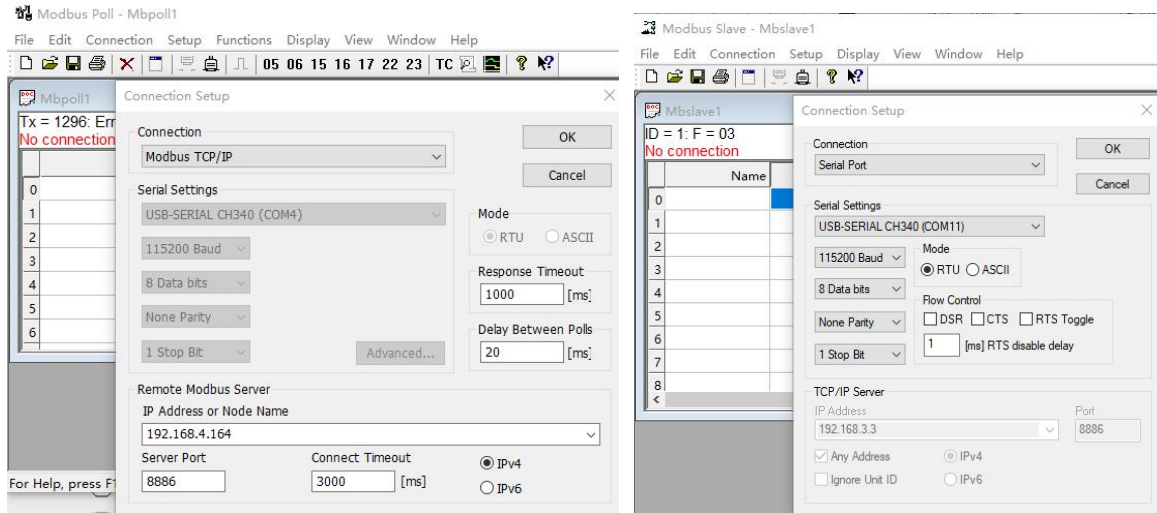 Modbus Poll - Mbpoll1
File Edit Connection Setup Functions Display View Window Help
05 06 15 16 17 22 23 TC
Mbpoll1
Tx = 1296: Err
No connection
0
1
2
3
4
5
6
For Help, press F1
Connection Setup
Connection
Modbus TCP/IP
OK
Cancel
Serial Settings
USB-SERIAL CH340 (COM4)
115200 Baud
8 Data bits
None Parity
1 Stop Bit
Advanced...
Mode
RTU ASCII
Response Timeout
1000 [ms]
Delay Between Polls
20 [ms]
Remote Modbus Server
IP Address or Node Name
192.168.4.164
Server Port
8886
Connect Timeout
3000 [ms]
IPv4
IPv6
Modbus Slave - Mbslave1
File Edit Connection Setup Display View Window Help
Mbslave1
ID = 1: F = 03
No connection
Name
0
1
2
3
4
5
6
7
8
Connection Setup
Connection
Serial Port
OK
Cancel
Serial Settings
USB-SERIAL CH340 (COM11)
115200 Baud
8 Data bits
None Parity
1 Stop Bit
Mode
RTU ASCII
Flow Control
DSR CTS RTS Toggle
1 [ms] RTS disable delay
TCP/IP Server
IP Address
192.168.3.3
Port
8886
Any Address
IPv4
Ignore Unit ID
IPv6